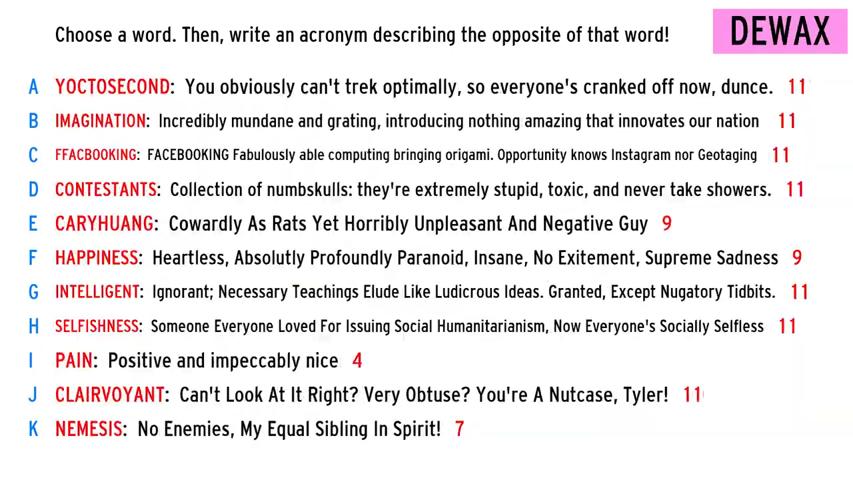 Choose a word. Then, write an acronym describing the opposite of that word!
DEWAX
A YOCTOSECOND: You obviously can't trek optimally, so everyone's cranked off now, dunce. 11
B IMAGINATION: Incredibly mundane and grating, introducing nothing amazing that innovates our nation 11
C FFACBOOKING: FACEBOOKING Fabulously able computing bringing origami. Opportunity knows Instagram nor Geotaging 11
D CONTESTANTS: Collection of numbskulls: they're extremely stupid, toxic, and never take showers. 11
E CARYHUANG: Cowardly As Rats Yet Horribly Unpleasant And Negative Guy 9
F HAPPINESS: Heartless, Absolutly Profoundly Paranoid, Insane, No Exitement, Supreme Sadness 9
G INTELLIGENT: Ignorant; Necessary Teachings Elude Like Ludicrous Ideas. Granted, Except Nugatory Tidbits. 11
H SELFISHNESS: Someone Everyone Loved For Issuing Social Humanitarianism, Now Everyone's Socially Selfless 11
I PAIN: Positive and impeccably nice 4
J CLAIRVOYANT: Can't Look At It Right? Very Obtuse? You're A Nutcase, Tyler! 11
K NEMESIS: No Enemies, My Equal Sibling In Spirit! 7